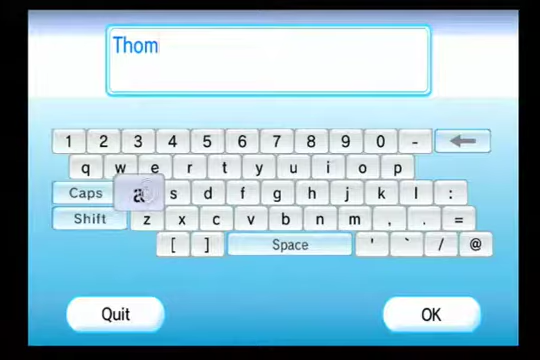 Thom
1 2 3 4 5 6 7 8 9 0 - ←
q w e r t y u i o p
Caps a s d f g h j k l :
Shift z x c v b n m , . =
[ ] Space ' ` / @
Quit OK